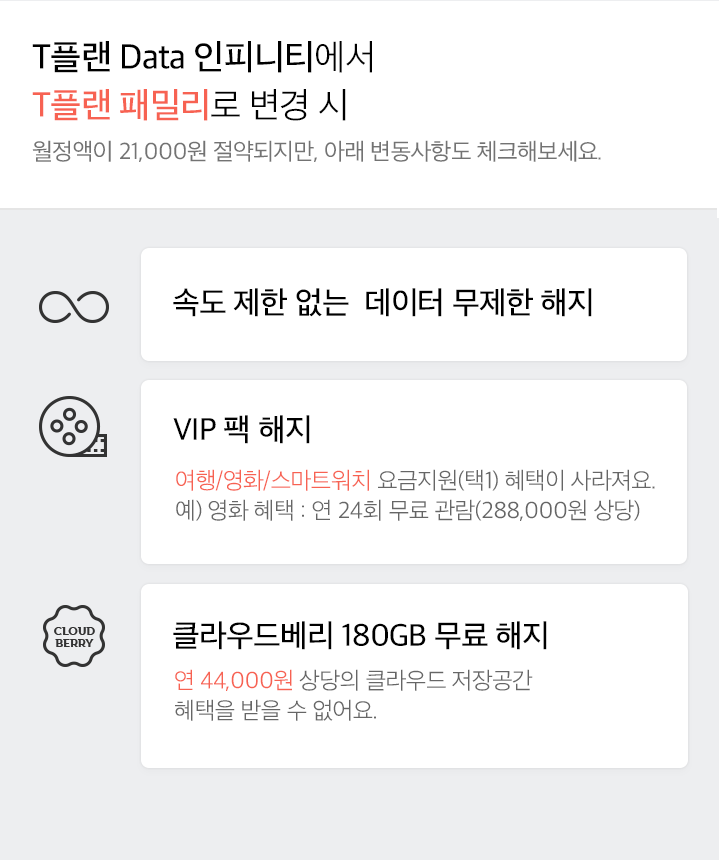 T플랜 Data 인피니티에서
T플랜 패밀리로 변경 시
월정액이 21,000원 절약되지만, 아래 변동사항도 체크해보세요.
속도 제한 없는 데이터 무제한 해지
VIP 팩 해지
여행/영화/스마트워치 요금지원(택1) 혜택이 사라져요.
예) 영화 혜택 : 연 24회 무료 관람(288,000원 상당)
CLOUD
BERRY
클라우드베리 180GB 무료 해지
연 44,000원 상당의 클라우드 저장공간
혜택을 받을 수 없어요.